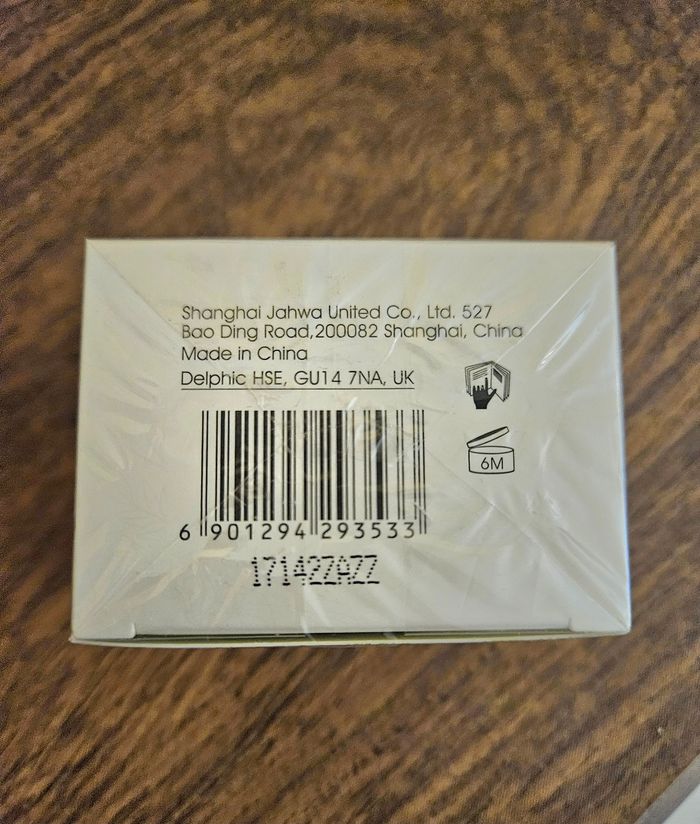 Shanghai Jahwa United Co., Ltd. 527
Bao Ding Road,200082 Shanghai, China
Made in China
Delphic HSE, GU14 7NA, UK
6M
6 901294 293533
17142ZAZZ